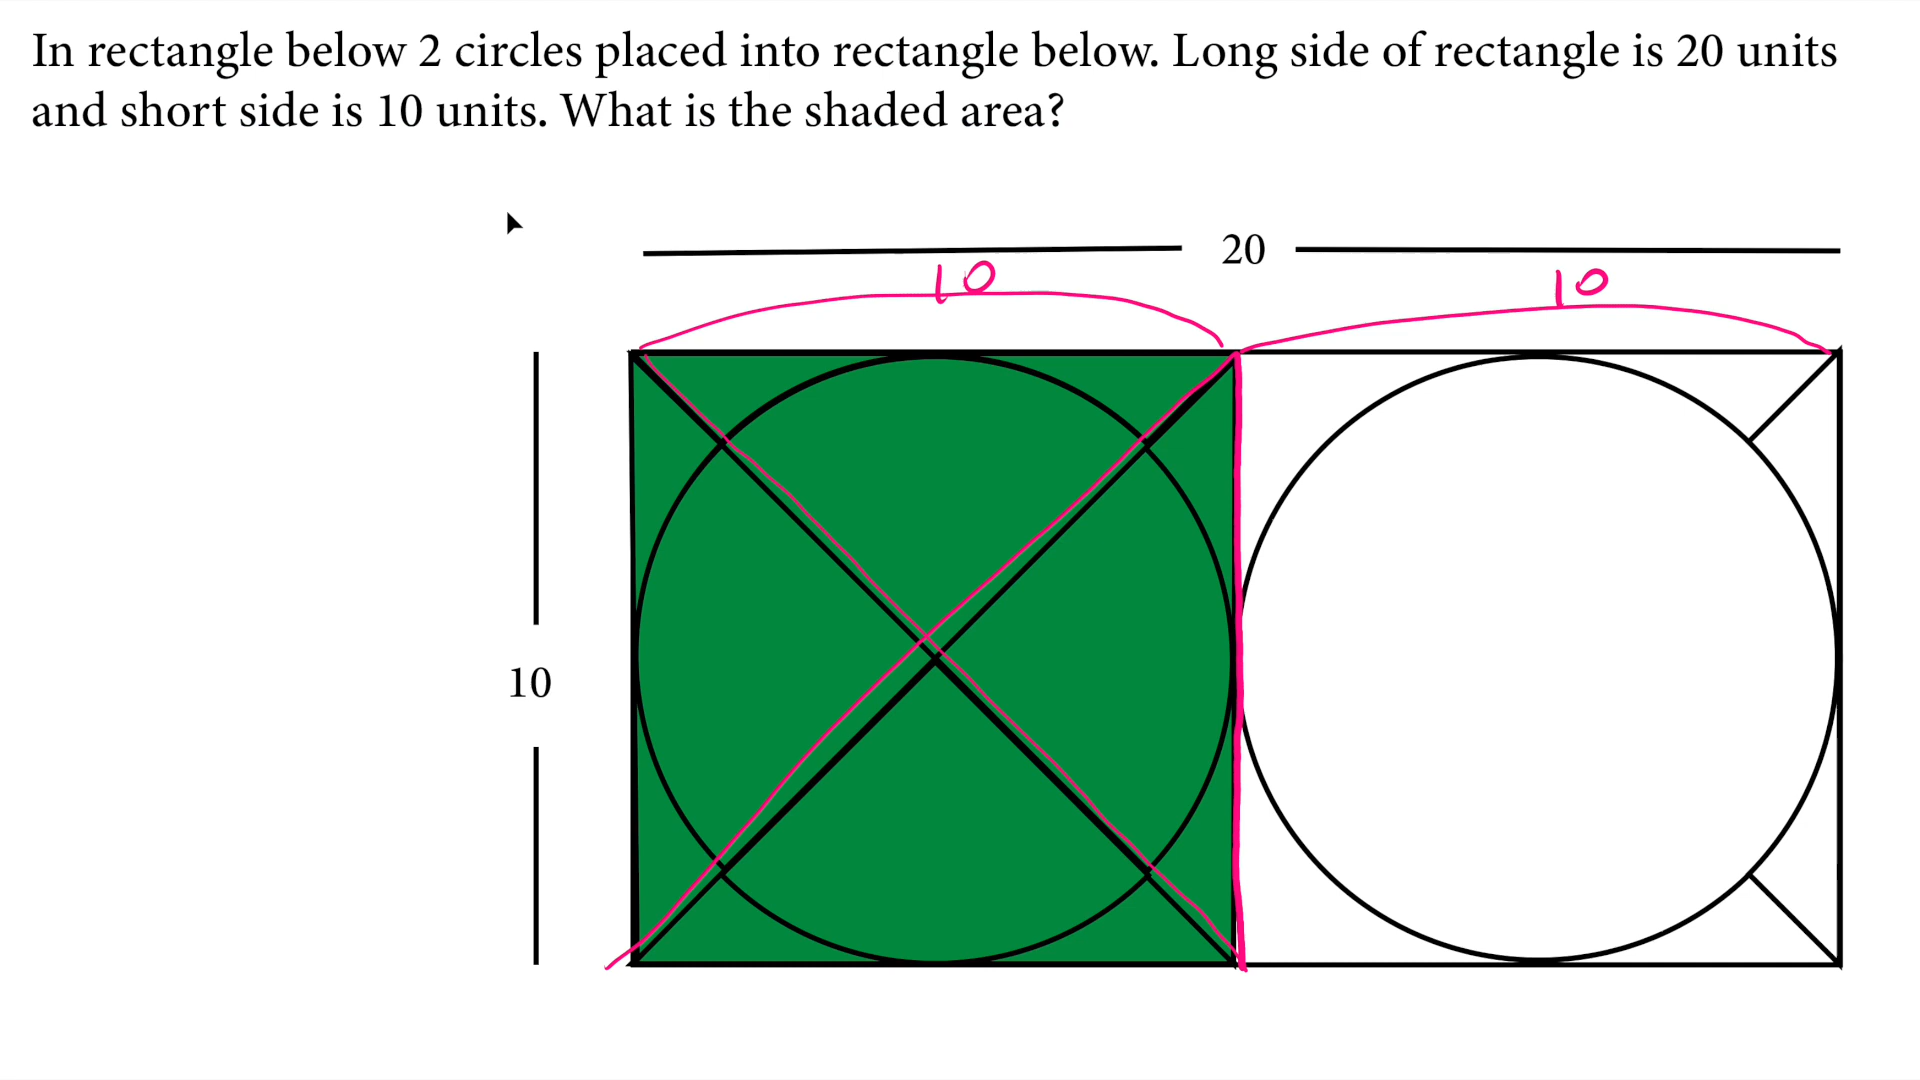 In rectangle below 2 circles placed into rectangle below. Long side of rectangle is 20 units
and short side is 10 units. What is the shaded area?
20
10
10
10